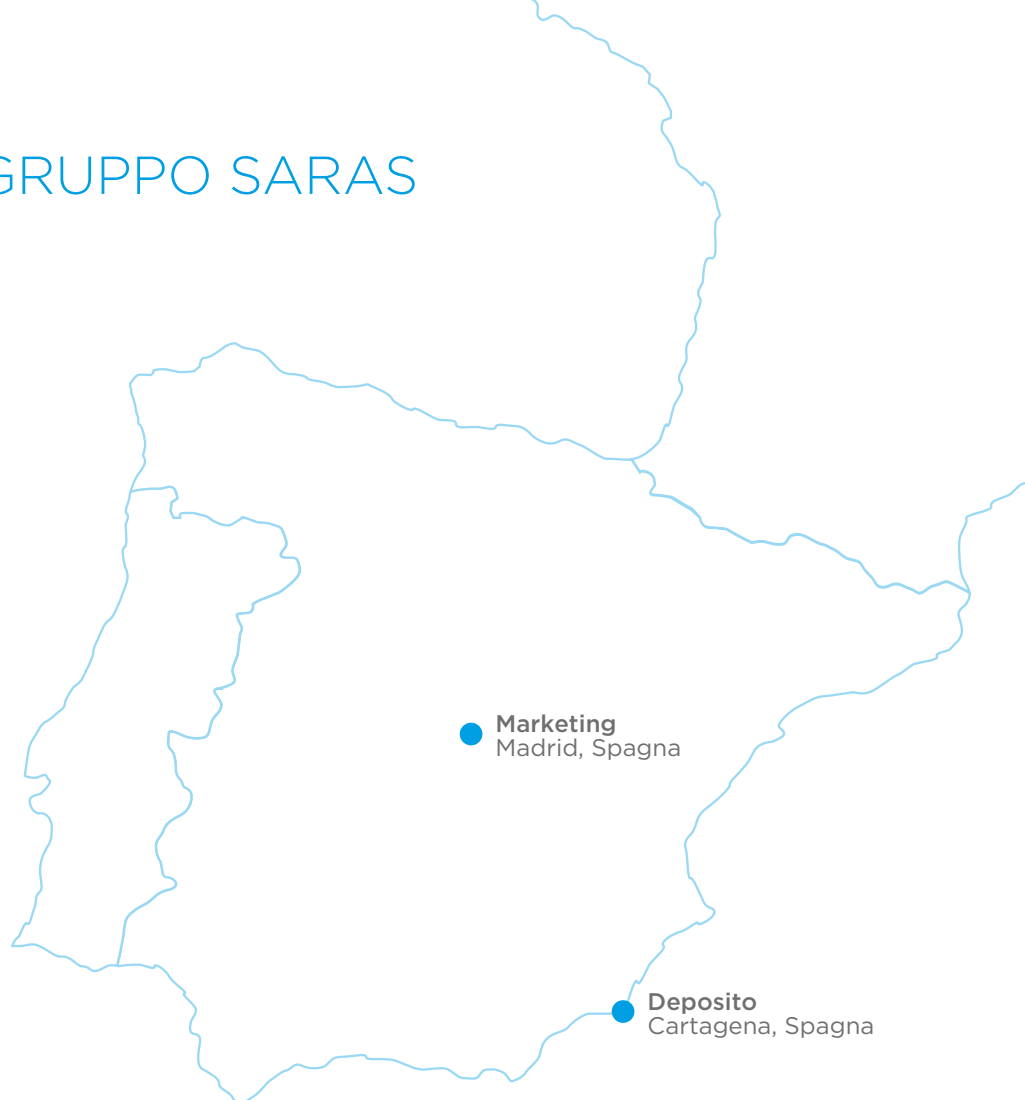 GRUPPO SARAS
Marketing
Madrid, Spagna
Deposito
Cartagena, Spagna